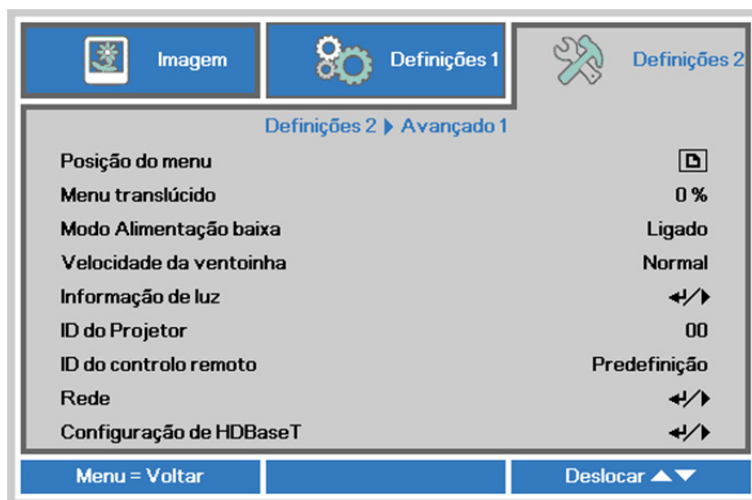 Imagem Definições 1 Definições 2
Definições 2 Avançado 1
Posição do menu
Menu translúcido 0 %
Modo Alimentação baixa Ligado
Velocidade da ventoinha Normal
Informação de luz
ID do Projetor 00
ID do controlo remoto Predefinição
Rede
Configuração de HDBaseT
Menu = Voltar Deslocar